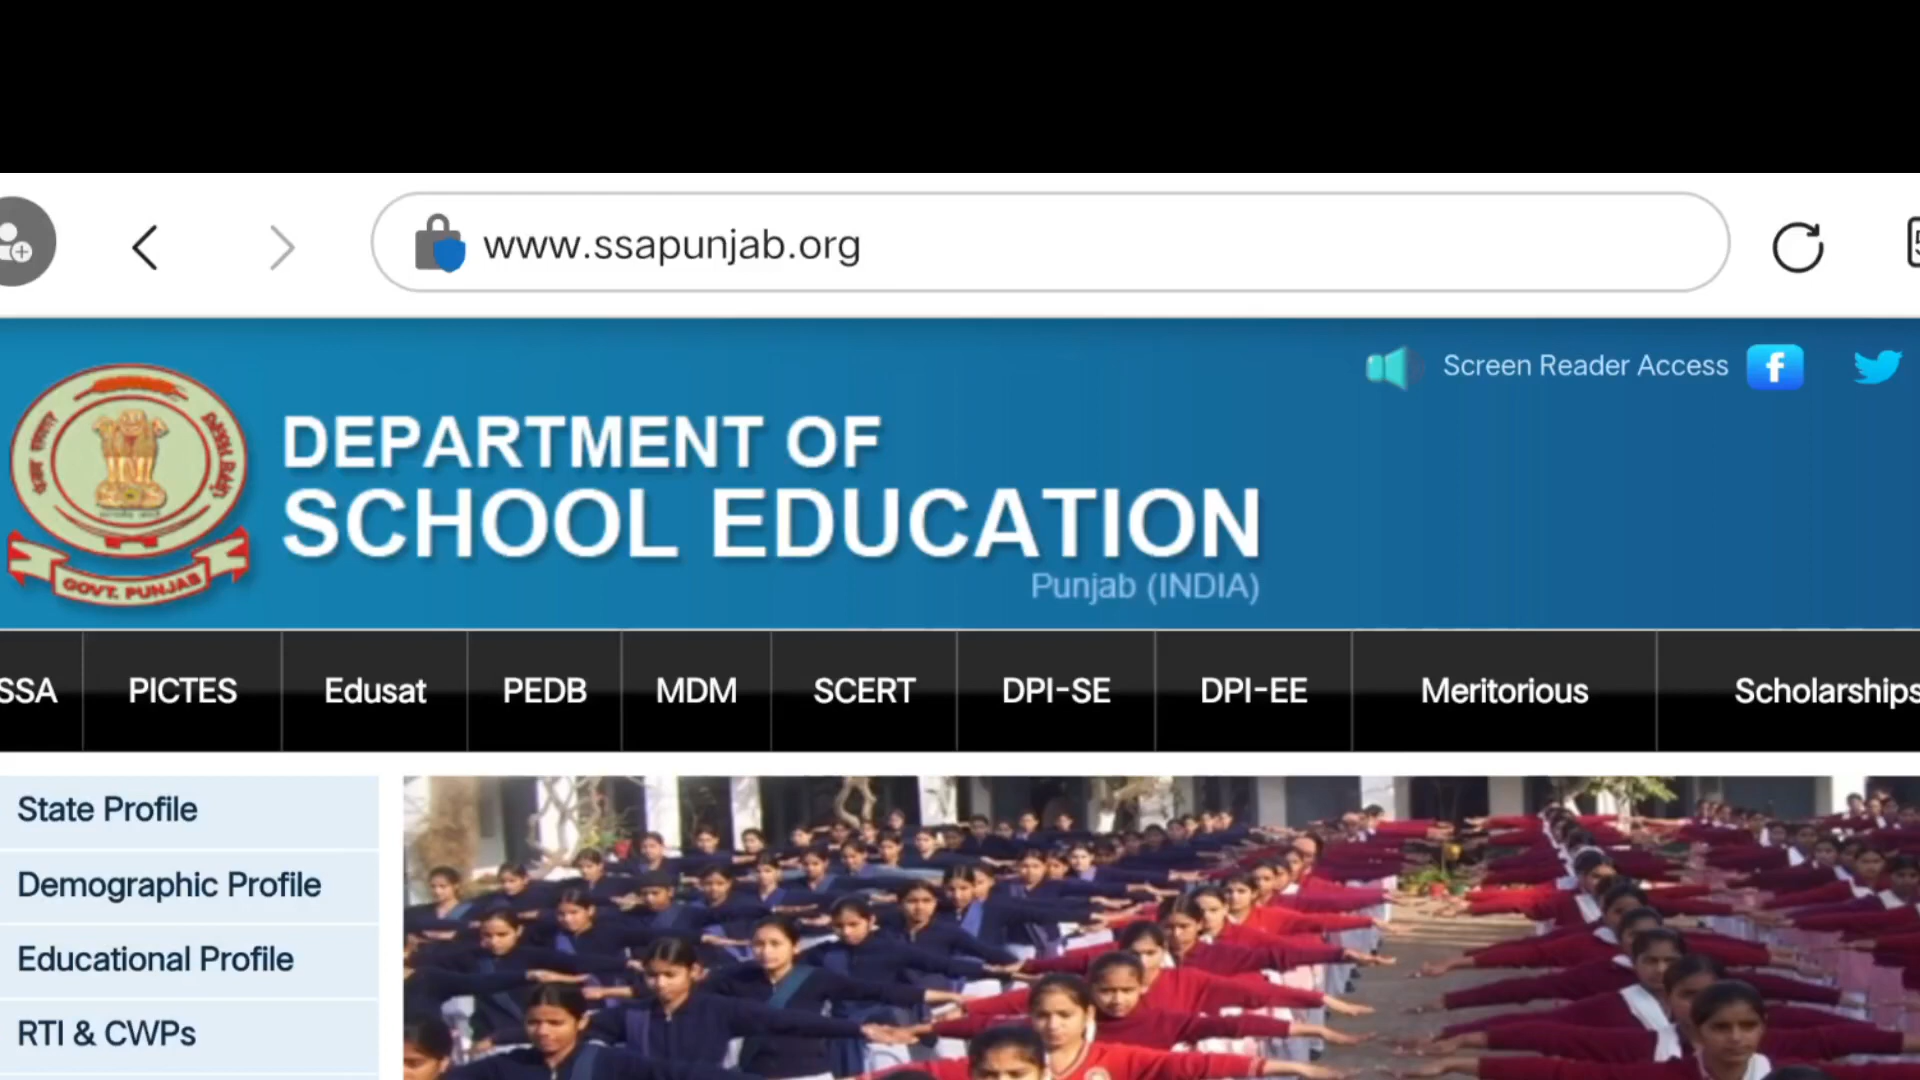 www.ssapunjab.org
Screen Reader Access
DEPARTMENT OF
SCHOOL EDUCATION
Punjab (INDIA)
GOVT. PUNJAB
SSA PICTES Edusat PEDB MDM SCERT DPI-SE DPI-EE Meritorious Scholarships
State Profile
Demographic Profile
Educational Profile
RTI & CWPs